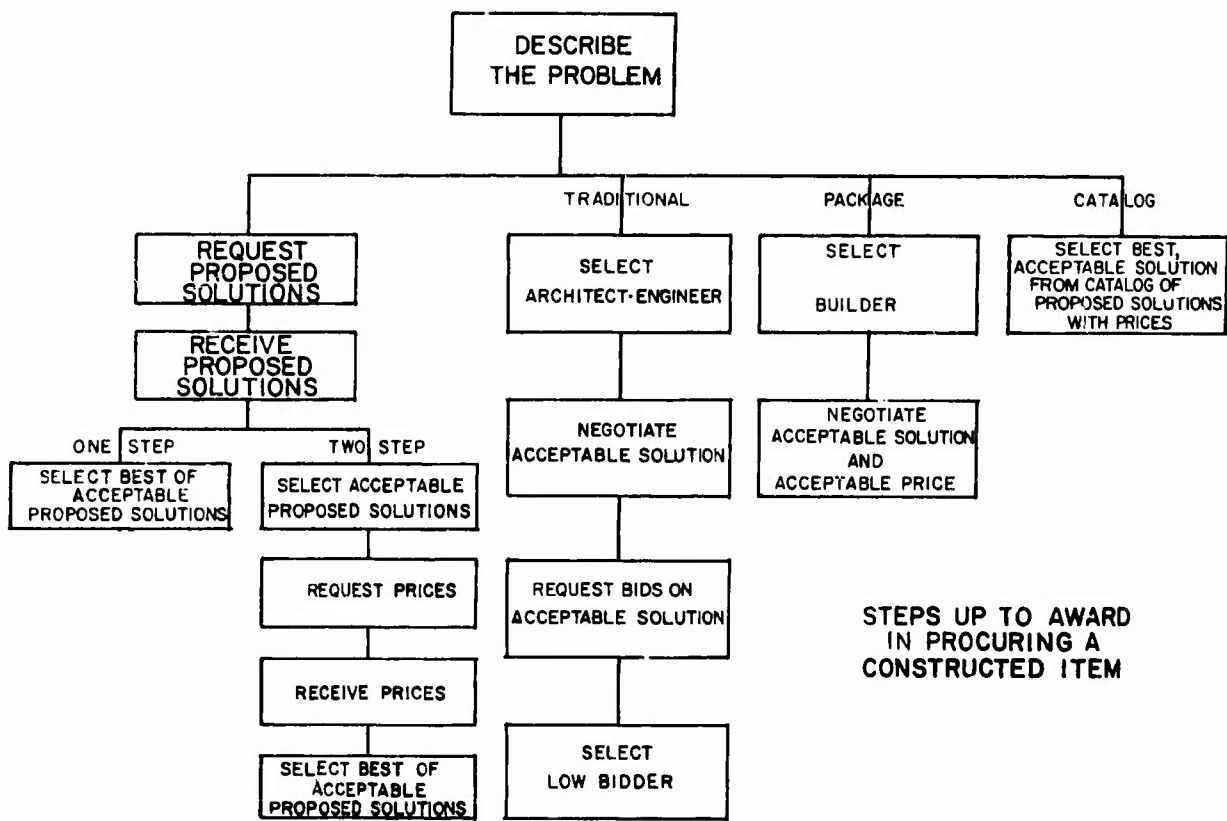 DESCRIBE
THE PROBLEM
TRADITIONAL
PACKAGE
CATALOG
REQUEST
PROPOSED
SOLUTIONS
RECEIVE
PROPOSED
SOLUTIONS
ONE STEP
SELECT BEST OF
ACCEPTABLE
PROPOSED SOLUTIONS
TWO STEP
SELECT ACCEPTABLE
PROPOSED SOLUTIONS
REQUEST PRICES
RECEIVE PRICES
SELECT BEST OF
ACCEPTABLE
PROPOSED SOLUTIONS
SELECT
ARCHITECT-ENGINEER
NEGOTIATE
ACCEPTABLE SOLUTION
REQUEST BIDS ON
ACCEPTABLE SOLUTION
SELECT
LOW BIDDER
SELECT
BUILDER
NEGOTIATE
ACCEPTABLE SOLUTION
AND
ACCEPTABLE PRICE
SELECT BEST,
ACCEPTABLE SOLUTION
FROM CATALOG OF
PROPOSED SOLUTIONS
WITH PRICES
STEPS UP TO AWARD
IN PROCURING A
CONSTRUCTED ITEM